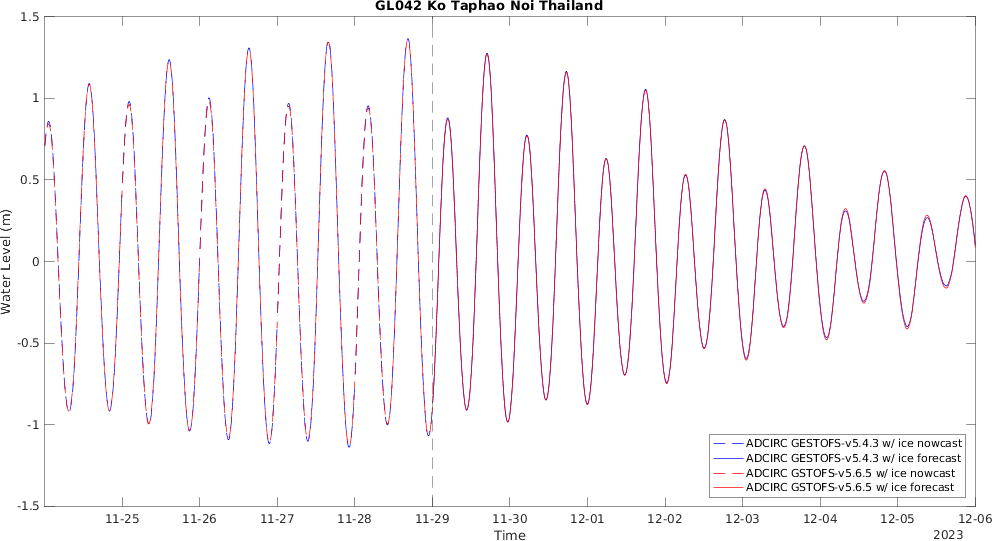 GL042 Ko Taphao Noi Thailand
1.5
1
0.5
0
-0.5
-1
-1.5
Water Level (m)
ADCIRC GESTOFS-v5.4.3 w/ ice nowcast
ADCIRC GESTOFS-v5.4.3 w/ ice forecast
ADCIRC GSTOFS-v5.6.5 w/ ice nowcast
ADCIRC GSTOFS-v5.6.5 w/ ice forecast
11-25 11-26 11-27 11-28 11-29 11-30 12-01 12-02 12-03 12-04 12-05 12-06
Time
2023